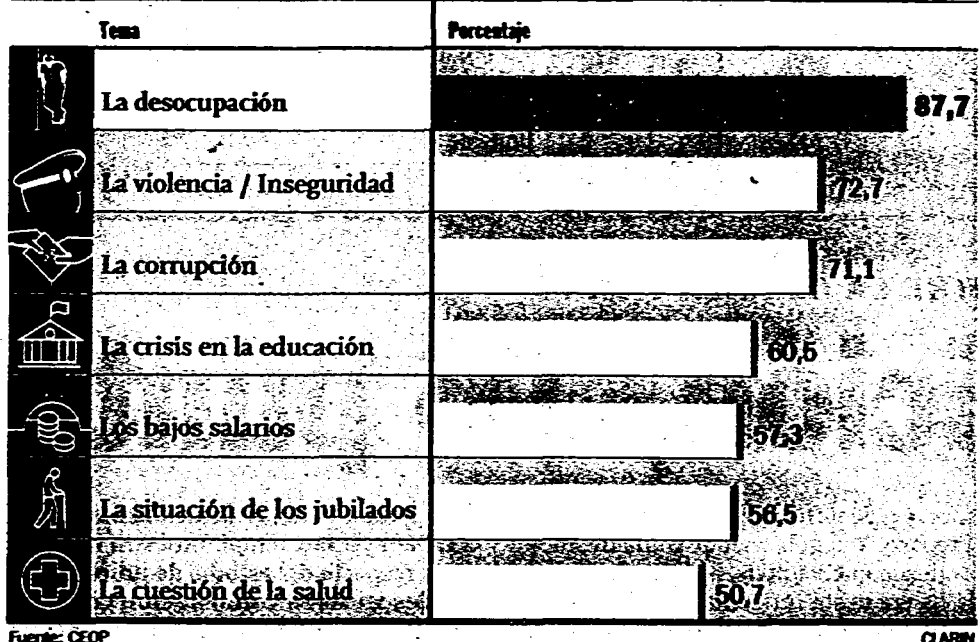 Tema Porcentaje
La desocupación 87,7
La violencia / Inseguridad 72,7
La corrupción 71,1
La crisis en la educación 60,5
Los bajos salarios 57,3
La situación de los jubilados 56,5
La cuestión de la salud 50,7
Fuente: CEOP CLARIN